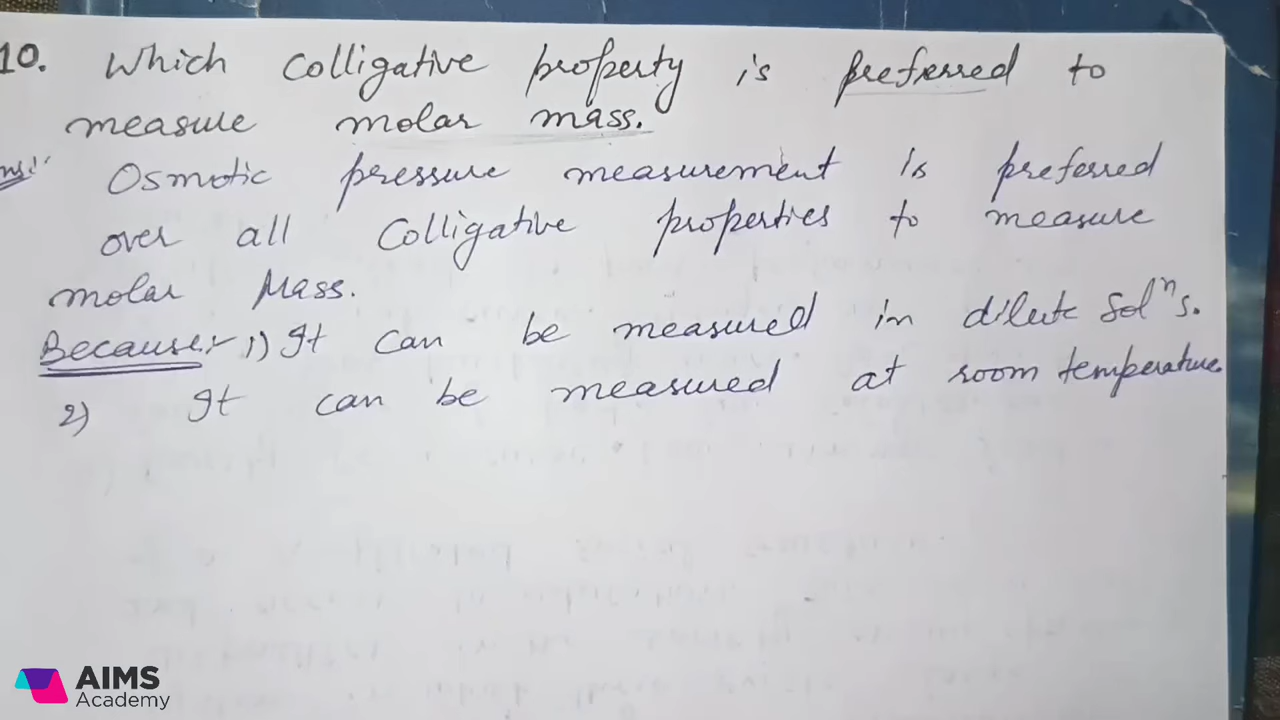 10. Which colligative property is preferred to
measure molar mass.
Ans:- Osmotic pressure measurement is preferred
over all Colligative properties to measure
molar Mass.
Because:- 1) It can be measured in dilute Solⁿs.
2) It can be measured at room temperature
AIMS
Academy